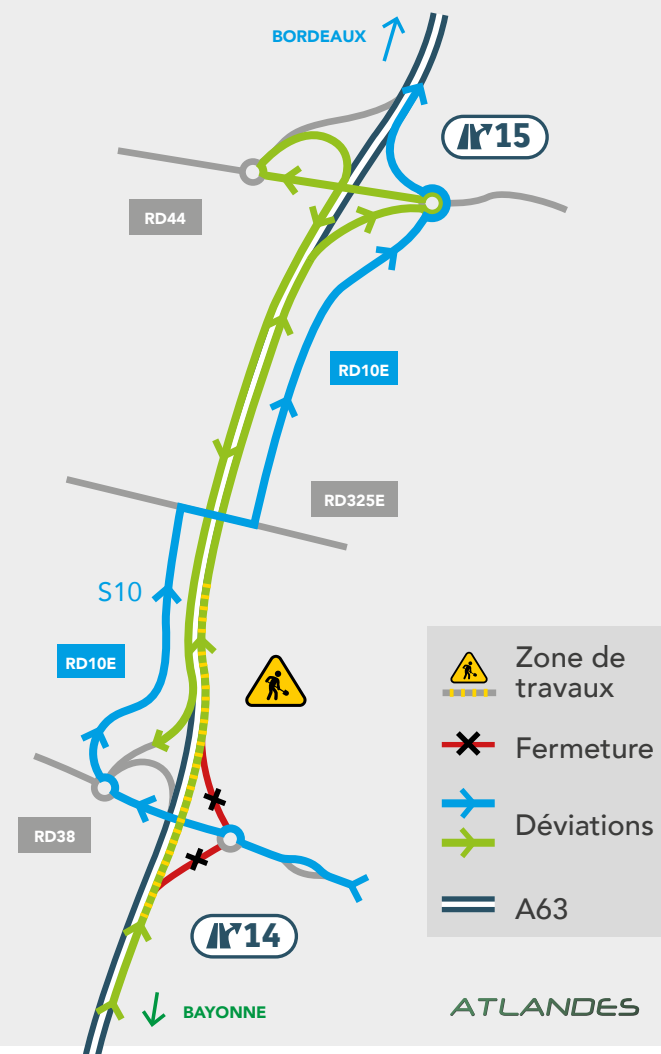 BORDEAUX
15
RD44
RD10E
RD325E
S10
RD10E
Zone de
travaux
Fermeture
RD38
Déviations
14
A63
BAYONNE
ATLANDES